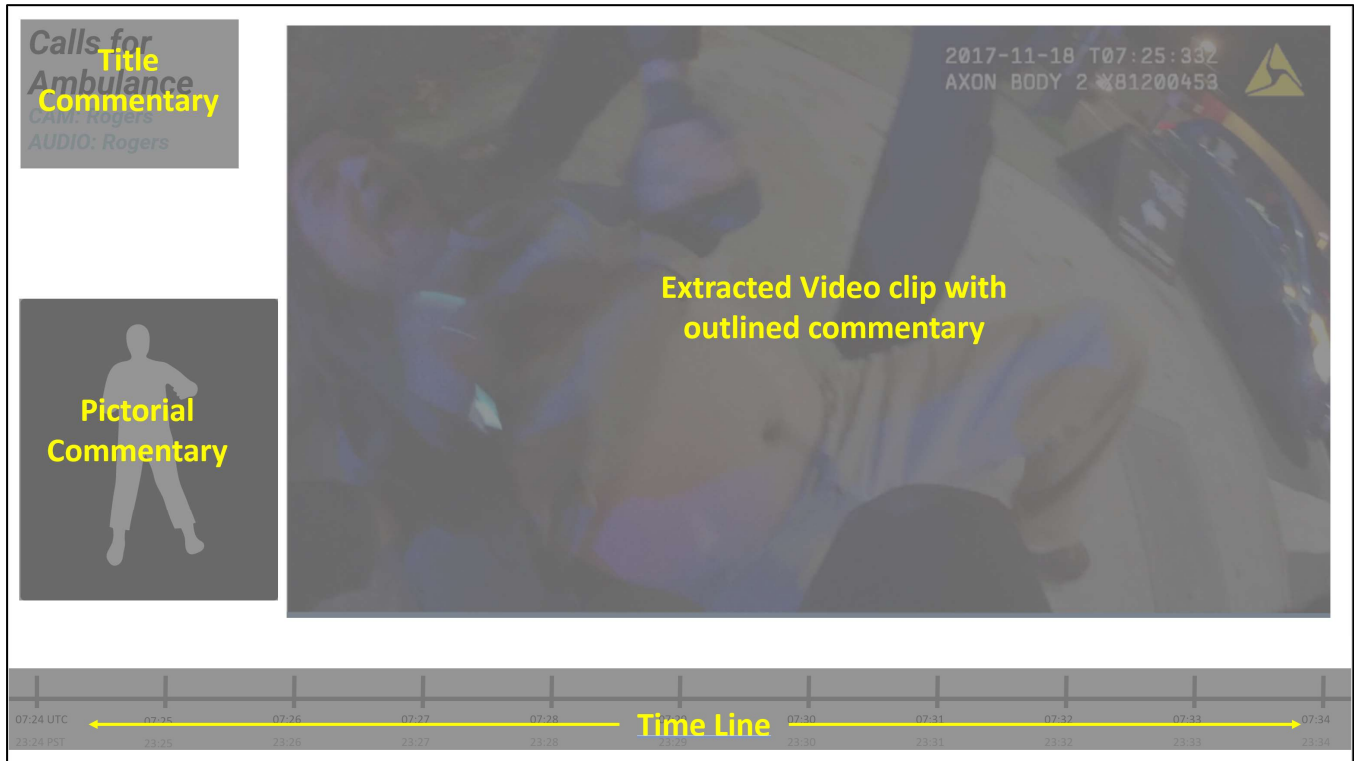 Calls for
Ambulance
CAM: Rogers
AUDIO: Rogers
Title
Commentary
2017-11-18 T07:25:33Z
AXON BODY 2 X81200453
Extracted Video clip with
outlined commentary
Pictorial
Commentary
07:24 UTC 07:25 07:26 07:27 07:28 07:29 07:30 07:31 07:32 07:33 07:34
23:24 PST 23:25 23:26 23:27 23:28 23:29 23:30 23:31 23:32 23:33 23:34
Time Line